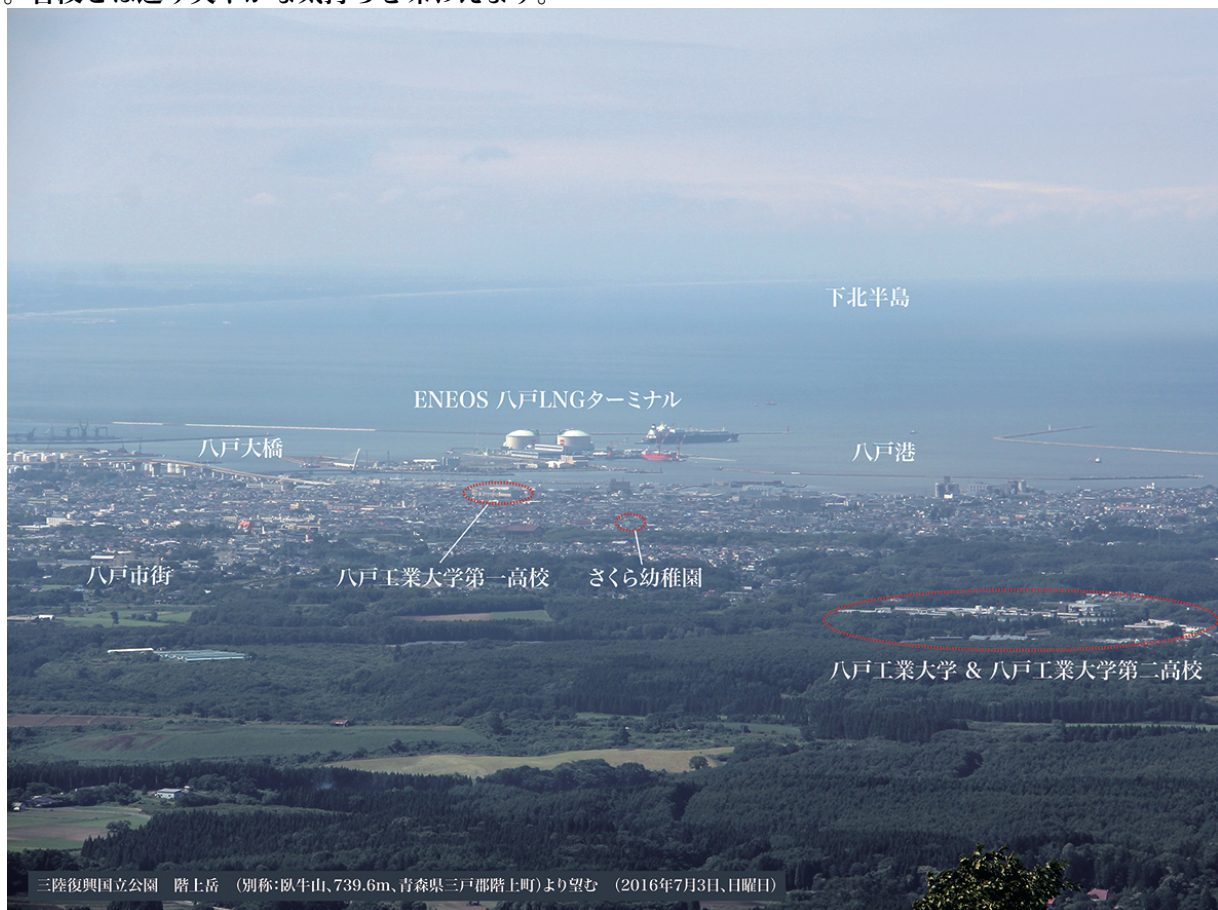 下北半島
ENEOS 八戸LNGターミナル
八戸大橋
八戸港
八戸市街
八戸工業大学第一高校
さくら幼稚園
八戸工業大学 & 八戸工業大学第二高校
三陸復興国立公園 階上岳 (別称:臥牛山、739.6m、青森県三戸郡階上町)より望む (2016年7月3日、日曜日)